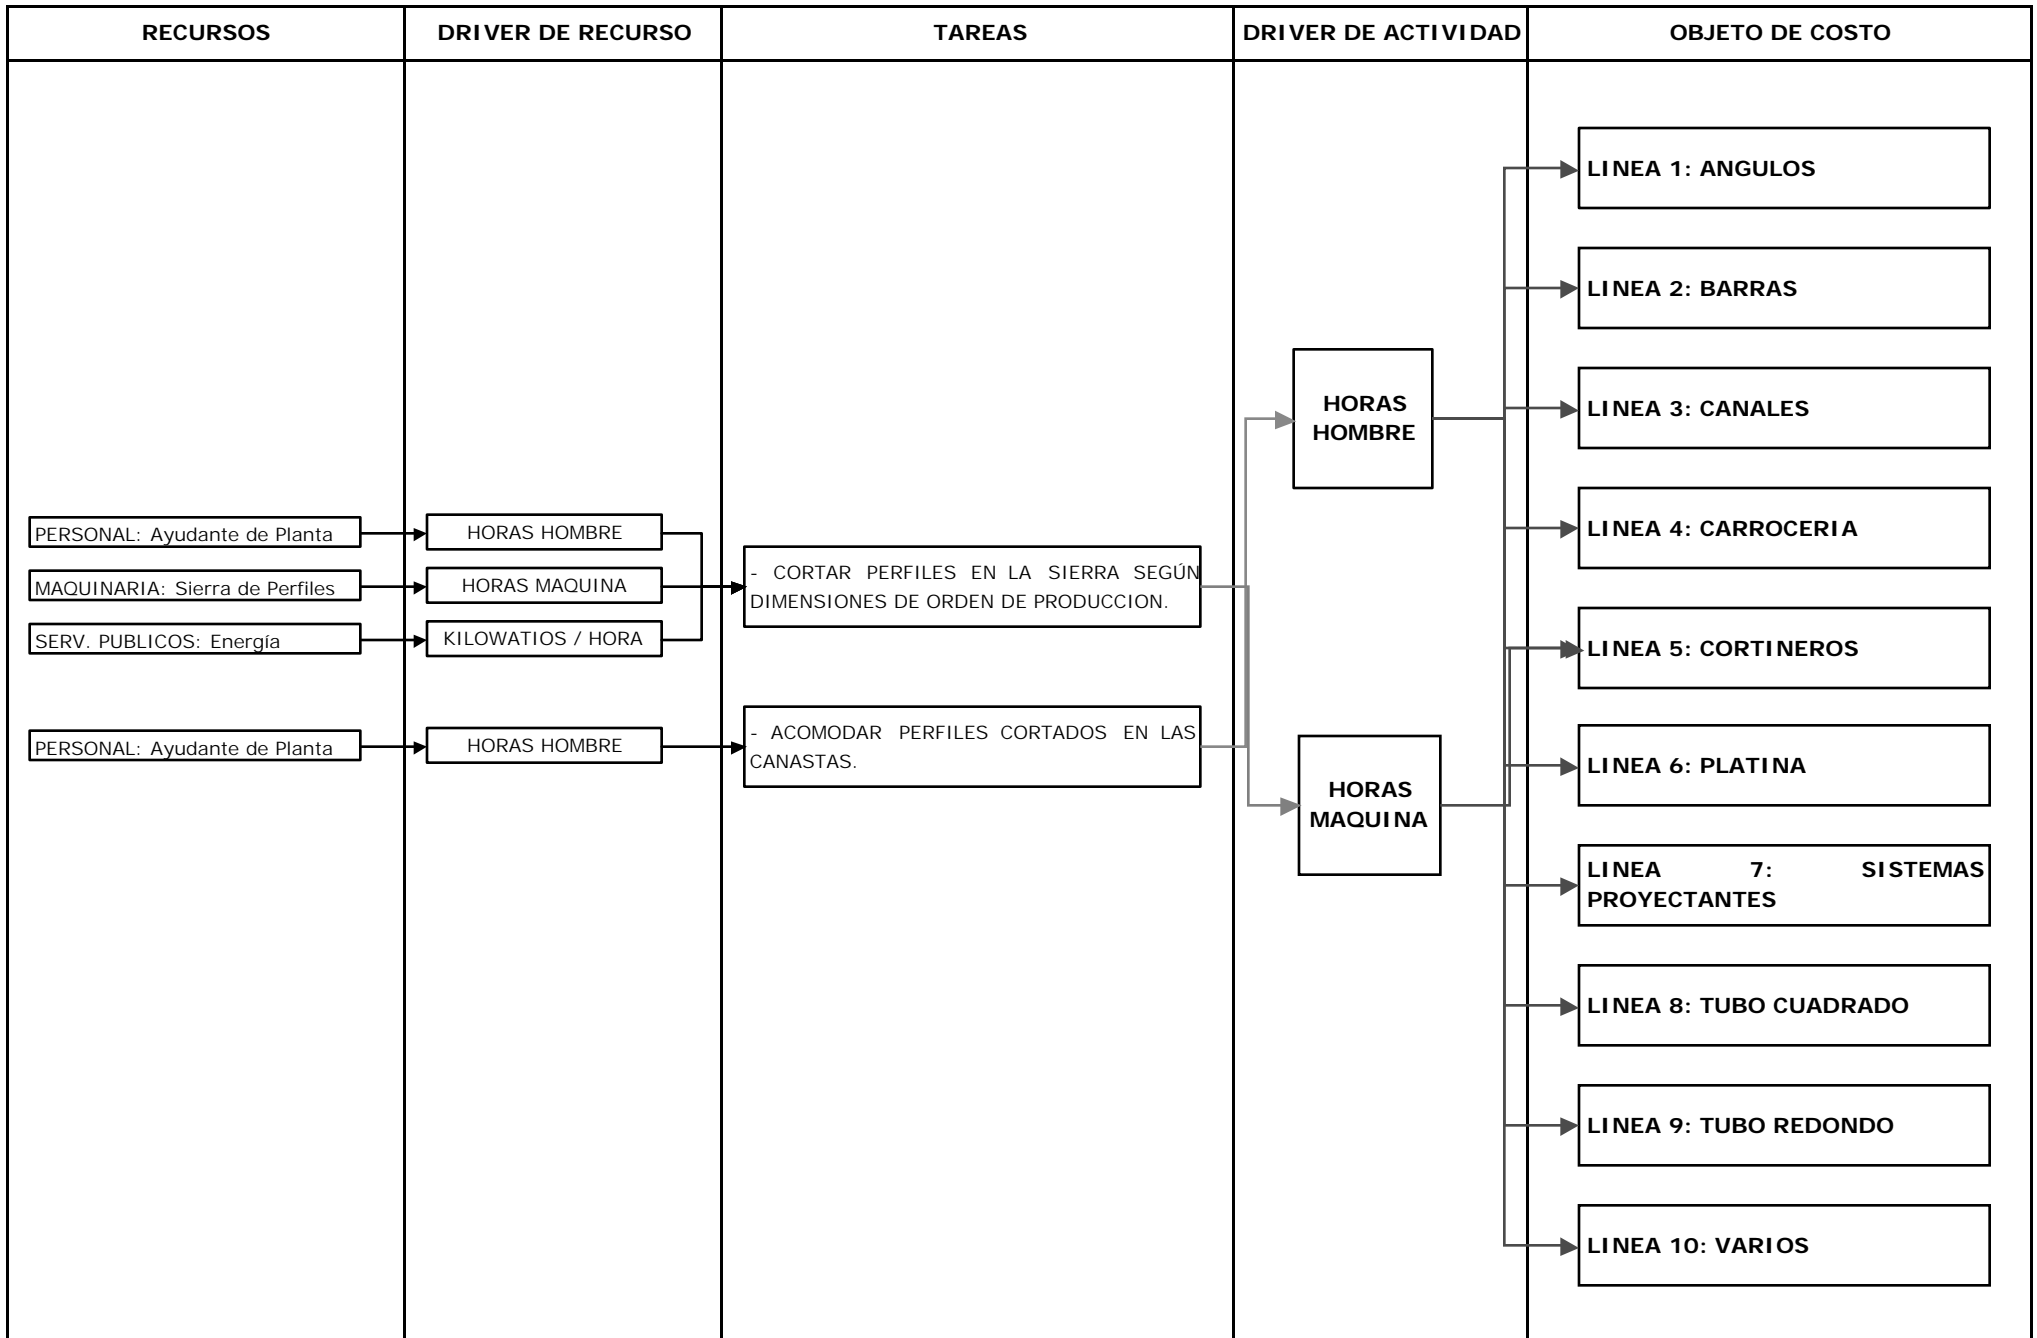 RECURSOS
DRIVER DE RECURSO
TAREAS
DRIVER DE ACTIVIDAD
OBJETO DE COSTO
PERSONAL: Ayudante de Planta
MAQUINARIA: Sierra de Perfiles
SERV. PUBLICOS: Energía
PERSONAL: Ayudante de Planta
HORAS HOMBRE
HORAS MAQUINA
KILOWATIOS / HORA
HORAS HOMBRE
- CORTAR PERFILES EN LA SIERRA SEGÚN
DIMENSIONES DE ORDEN DE PRODUCCION.
- ACOMODAR PERFILES CORTADOS EN LAS
CANASTAS.
HORAS
HOMBRE
HORAS
MAQUINA
LINEA 1: ANGULOS
LINEA 2: BARRAS
LINEA 3: CANALES
LINEA 4: CARROCERIA
LINEA 5: CORTINEROS
LINEA 6: PLATINA
LINEA 7: SISTEMAS
PROYECTANTES
LINEA 8: TUBO CUADRADO
LINEA 9: TUBO REDONDO
LINEA 10: VARIOS